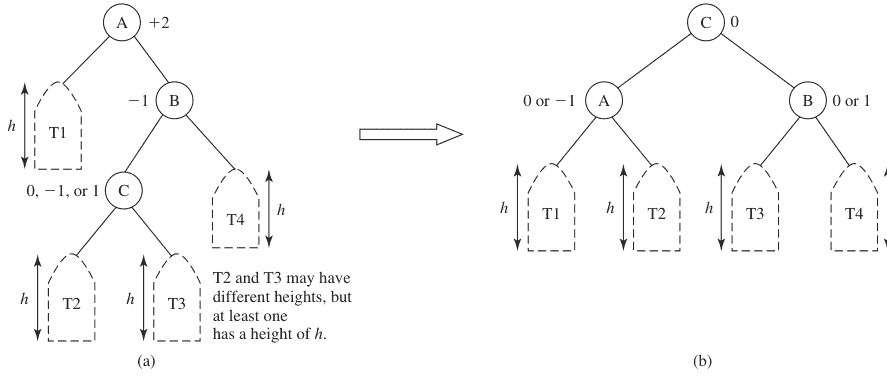 A +2
C 0
−1 B
0 or −1 A
B 0 or 1
h
T1
0, −1, or 1 C
T4
h
h
T1
h
T2
h
T3
T4
h
T2
h
T3
T2 and T3 may have
different heights, but
at least one
has a height of h.
(a)
(b)